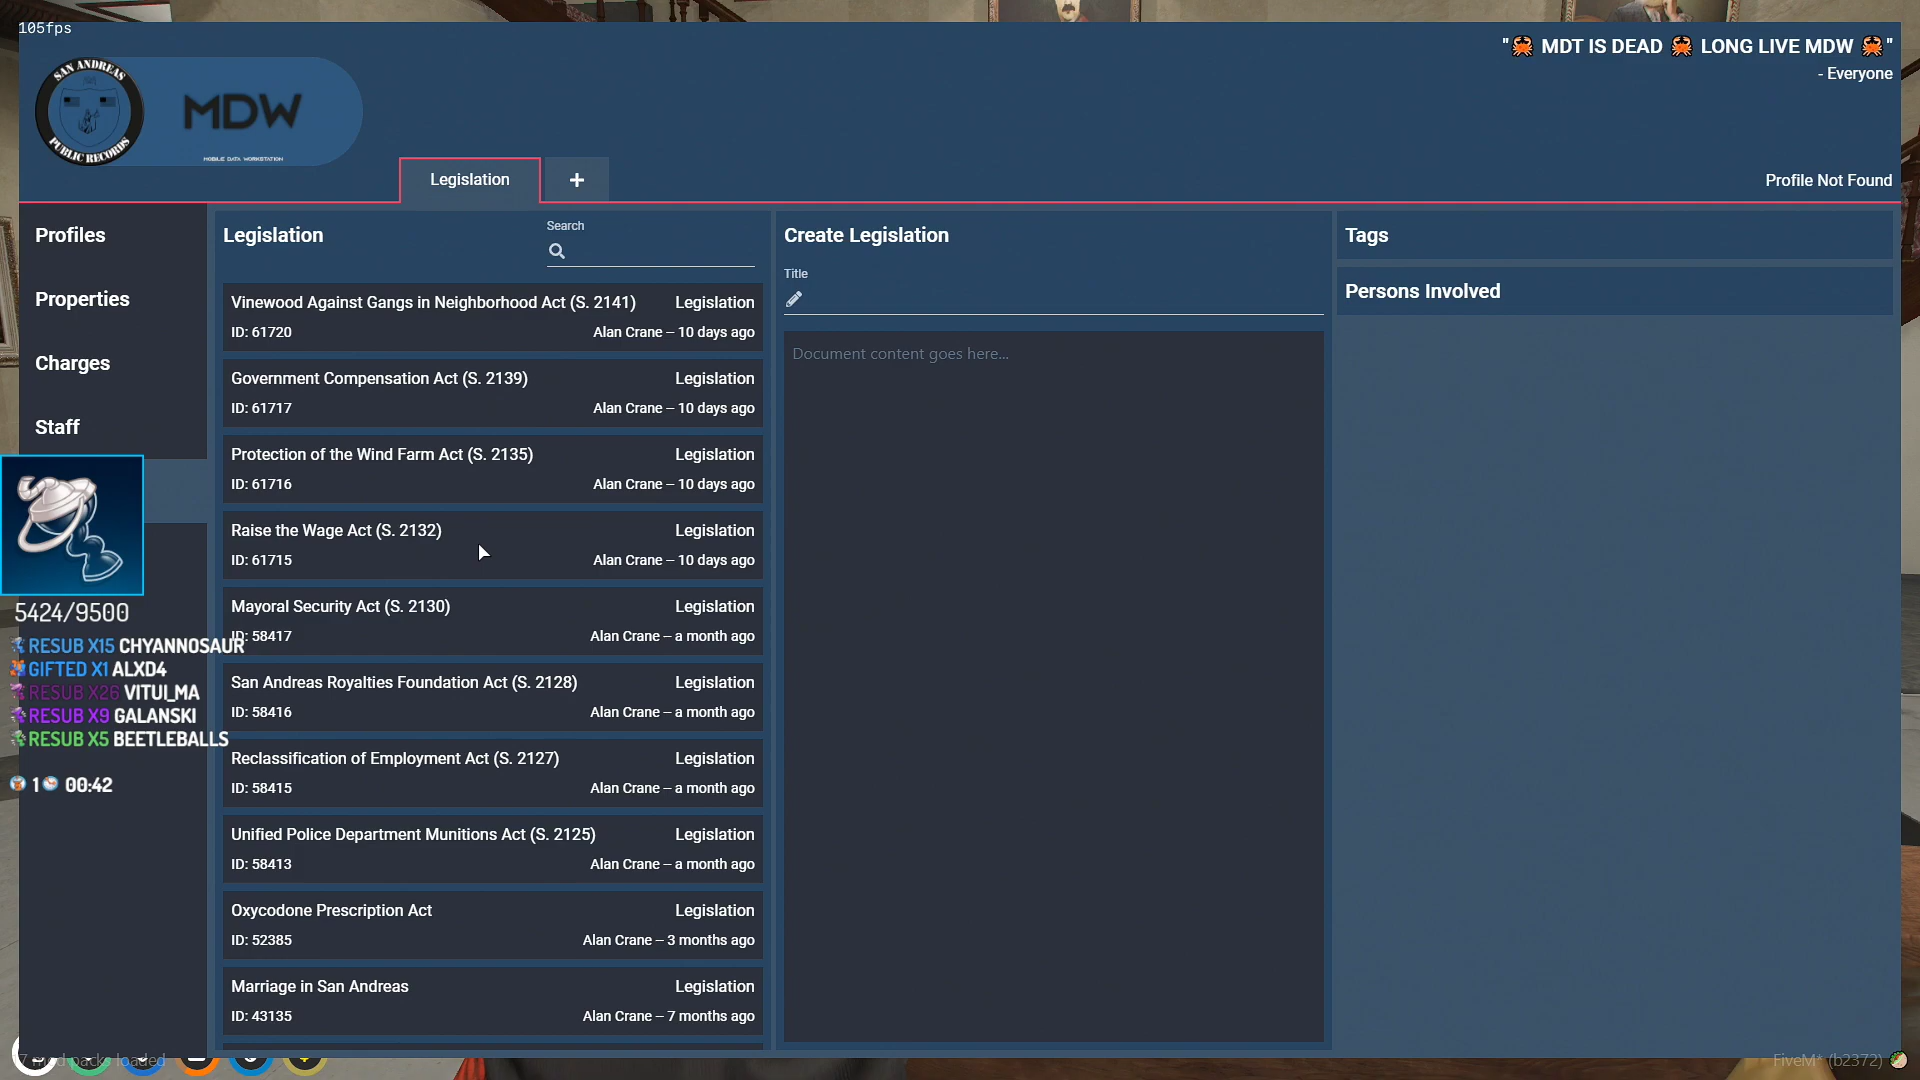 105fps
"🦀 MDT IS DEAD 🦀 LONG LIVE MDW 🦀"
- Everyone
SAN ANDREAS
PUBLIC RECORDS
MDW
MOBILE DATA WORKSTATION
Legislation
+
Profile Not Found
Profiles
Properties
Charges
Staff
Legislation
Search
Vinewood Against Gangs in Neighborhood Act (S. 2141) Legislation
ID: 61720 Alan Crane – 10 days ago
Government Compensation Act (S. 2139) Legislation
ID: 61717 Alan Crane – 10 days ago
Protection of the Wind Farm Act (S. 2135) Legislation
ID: 61716 Alan Crane – 10 days ago
Raise the Wage Act (S. 2132) Legislation
ID: 61715 Alan Crane – 10 days ago
Mayoral Security Act (S. 2130) Legislation
ID: 58417 Alan Crane – a month ago
San Andreas Royalties Foundation Act (S. 2128) Legislation
ID: 58416 Alan Crane – a month ago
Reclassification of Employment Act (S. 2127) Legislation
ID: 58415 Alan Crane – a month ago
Unified Police Department Munitions Act (S. 2125) Legislation
ID: 58413 Alan Crane – a month ago
Oxycodone Prescription Act Legislation
ID: 52385 Alan Crane – 3 months ago
Marriage in San Andreas Legislation
ID: 43135 Alan Crane – 7 months ago
Create Legislation
Title
Document content goes here...
Tags
Persons Involved
5424/9500
RESUB X15 CHYANNOSAUR
GIFTED X1 ALXD4
RESUB X26 VITUI_MA
RESUB X9 GALANSKI
RESUB X5 BEETLEBALLS
1 00:42
7 mod packs loaded
FiveM* (b2372)